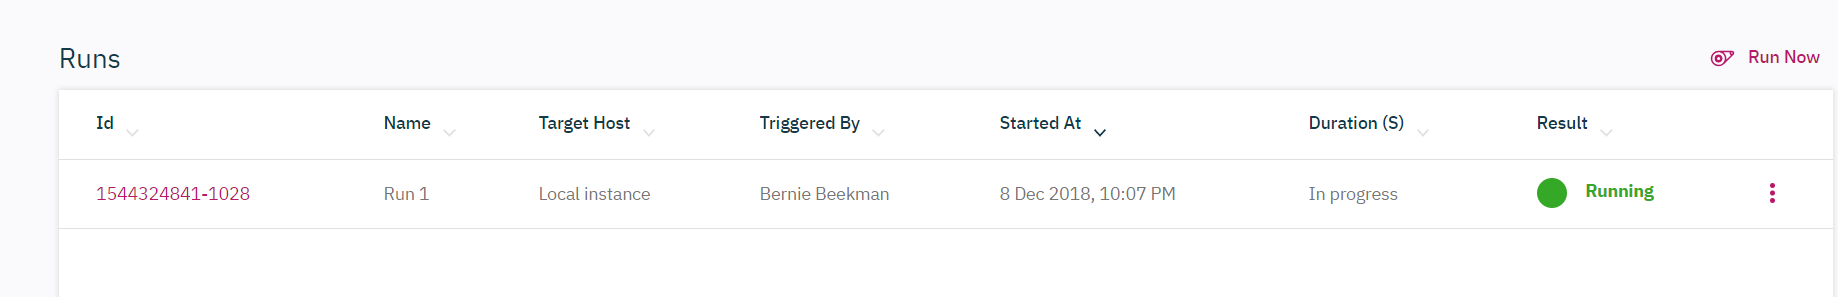 Runs
Run Now
Id Name Target Host Triggered By Started At Duration (S) Result
1544324841-1028 Run 1 Local instance Bernie Beekman 8 Dec 2018, 10:07 PM In progress Running